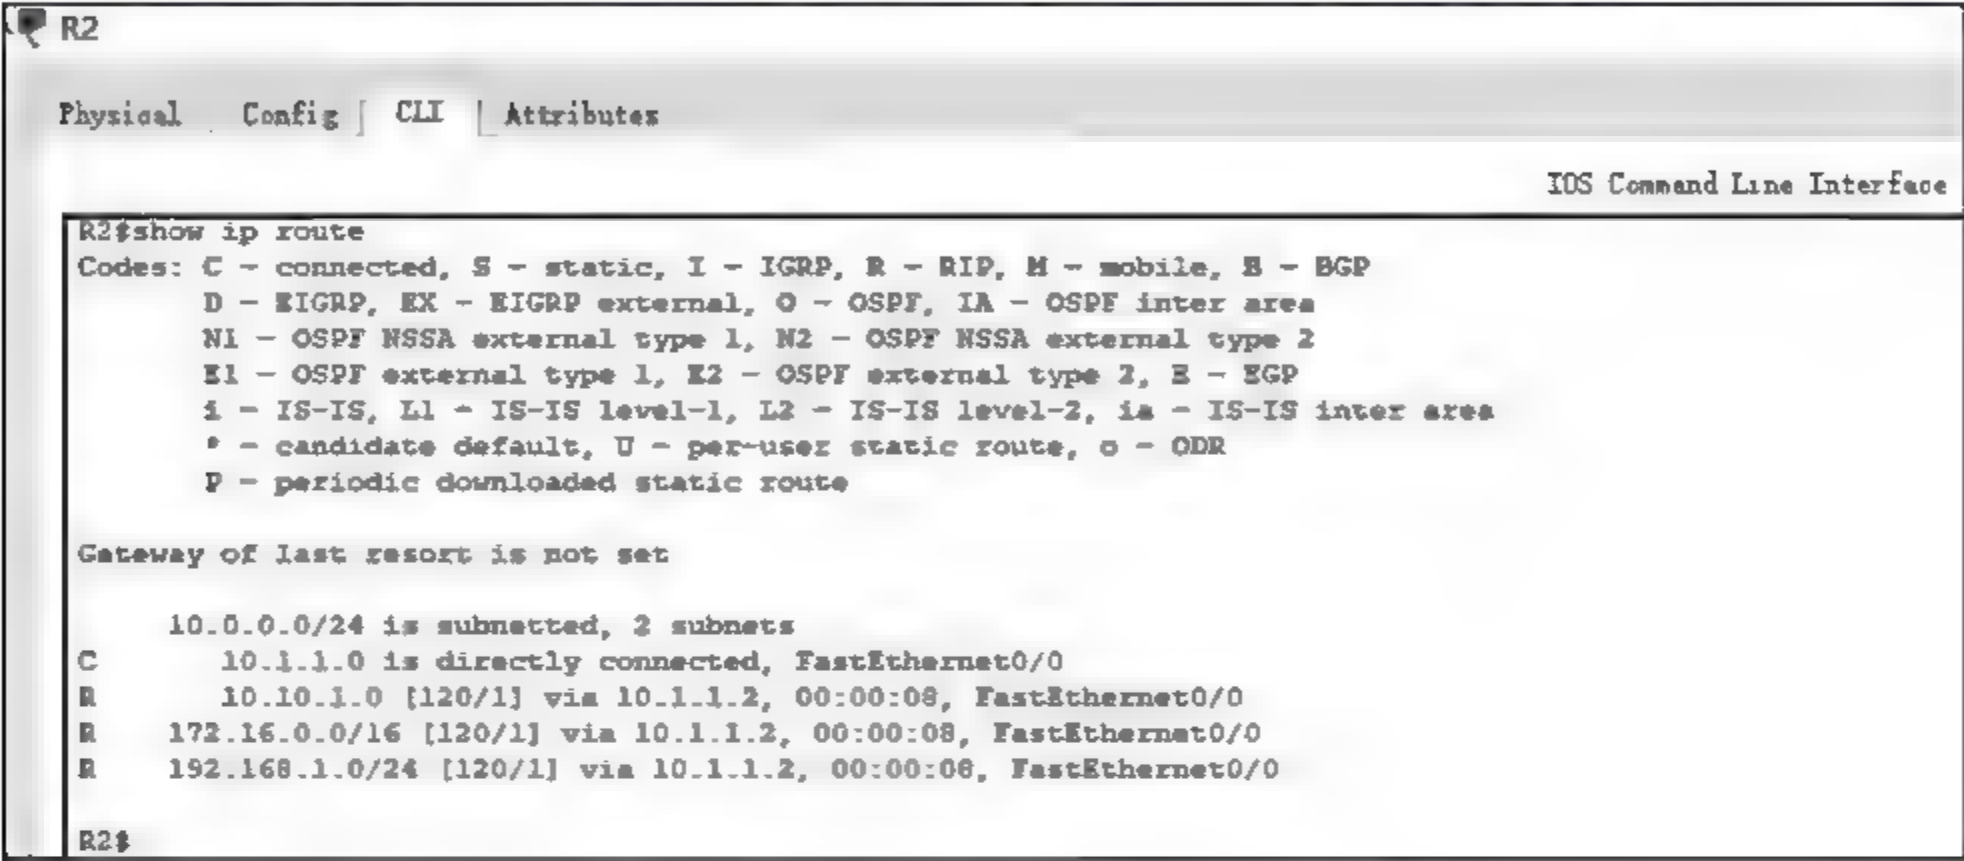 R2
Physical Config CLI Attributes
IOS Command Line Interface
R2#show ip route
Codes: C - connected, S - static, I - IGRP, R - RIP, M - mobile, B - BGP
D - EIGRP, EX - EIGRP external, O - OSPF, IA - OSPF inter area
N1 - OSPF NSSA external type 1, N2 - OSPF NSSA external type 2
E1 - OSPF external type 1, E2 - OSPF external type 2, E - EGP
i - IS-IS, L1 - IS-IS level-1, L2 - IS-IS level-2, ia - IS-IS inter area
* - candidate default, U - per-user static route, o - ODR
P - periodic downloaded static route
Gateway of last resort is not set
10.0.0.0/24 is subnetted, 2 subnets
C 10.1.1.0 is directly connected, FastEthernet0/0
R 10.10.1.0 [120/1] via 10.1.1.2, 00:00:08, FastEthernet0/0
R 172.16.0.0/16 [120/1] via 10.1.1.2, 00:00:08, FastEthernet0/0
R 192.168.1.0/24 [120/1] via 10.1.1.2, 00:00:08, FastEthernet0/0
R2#